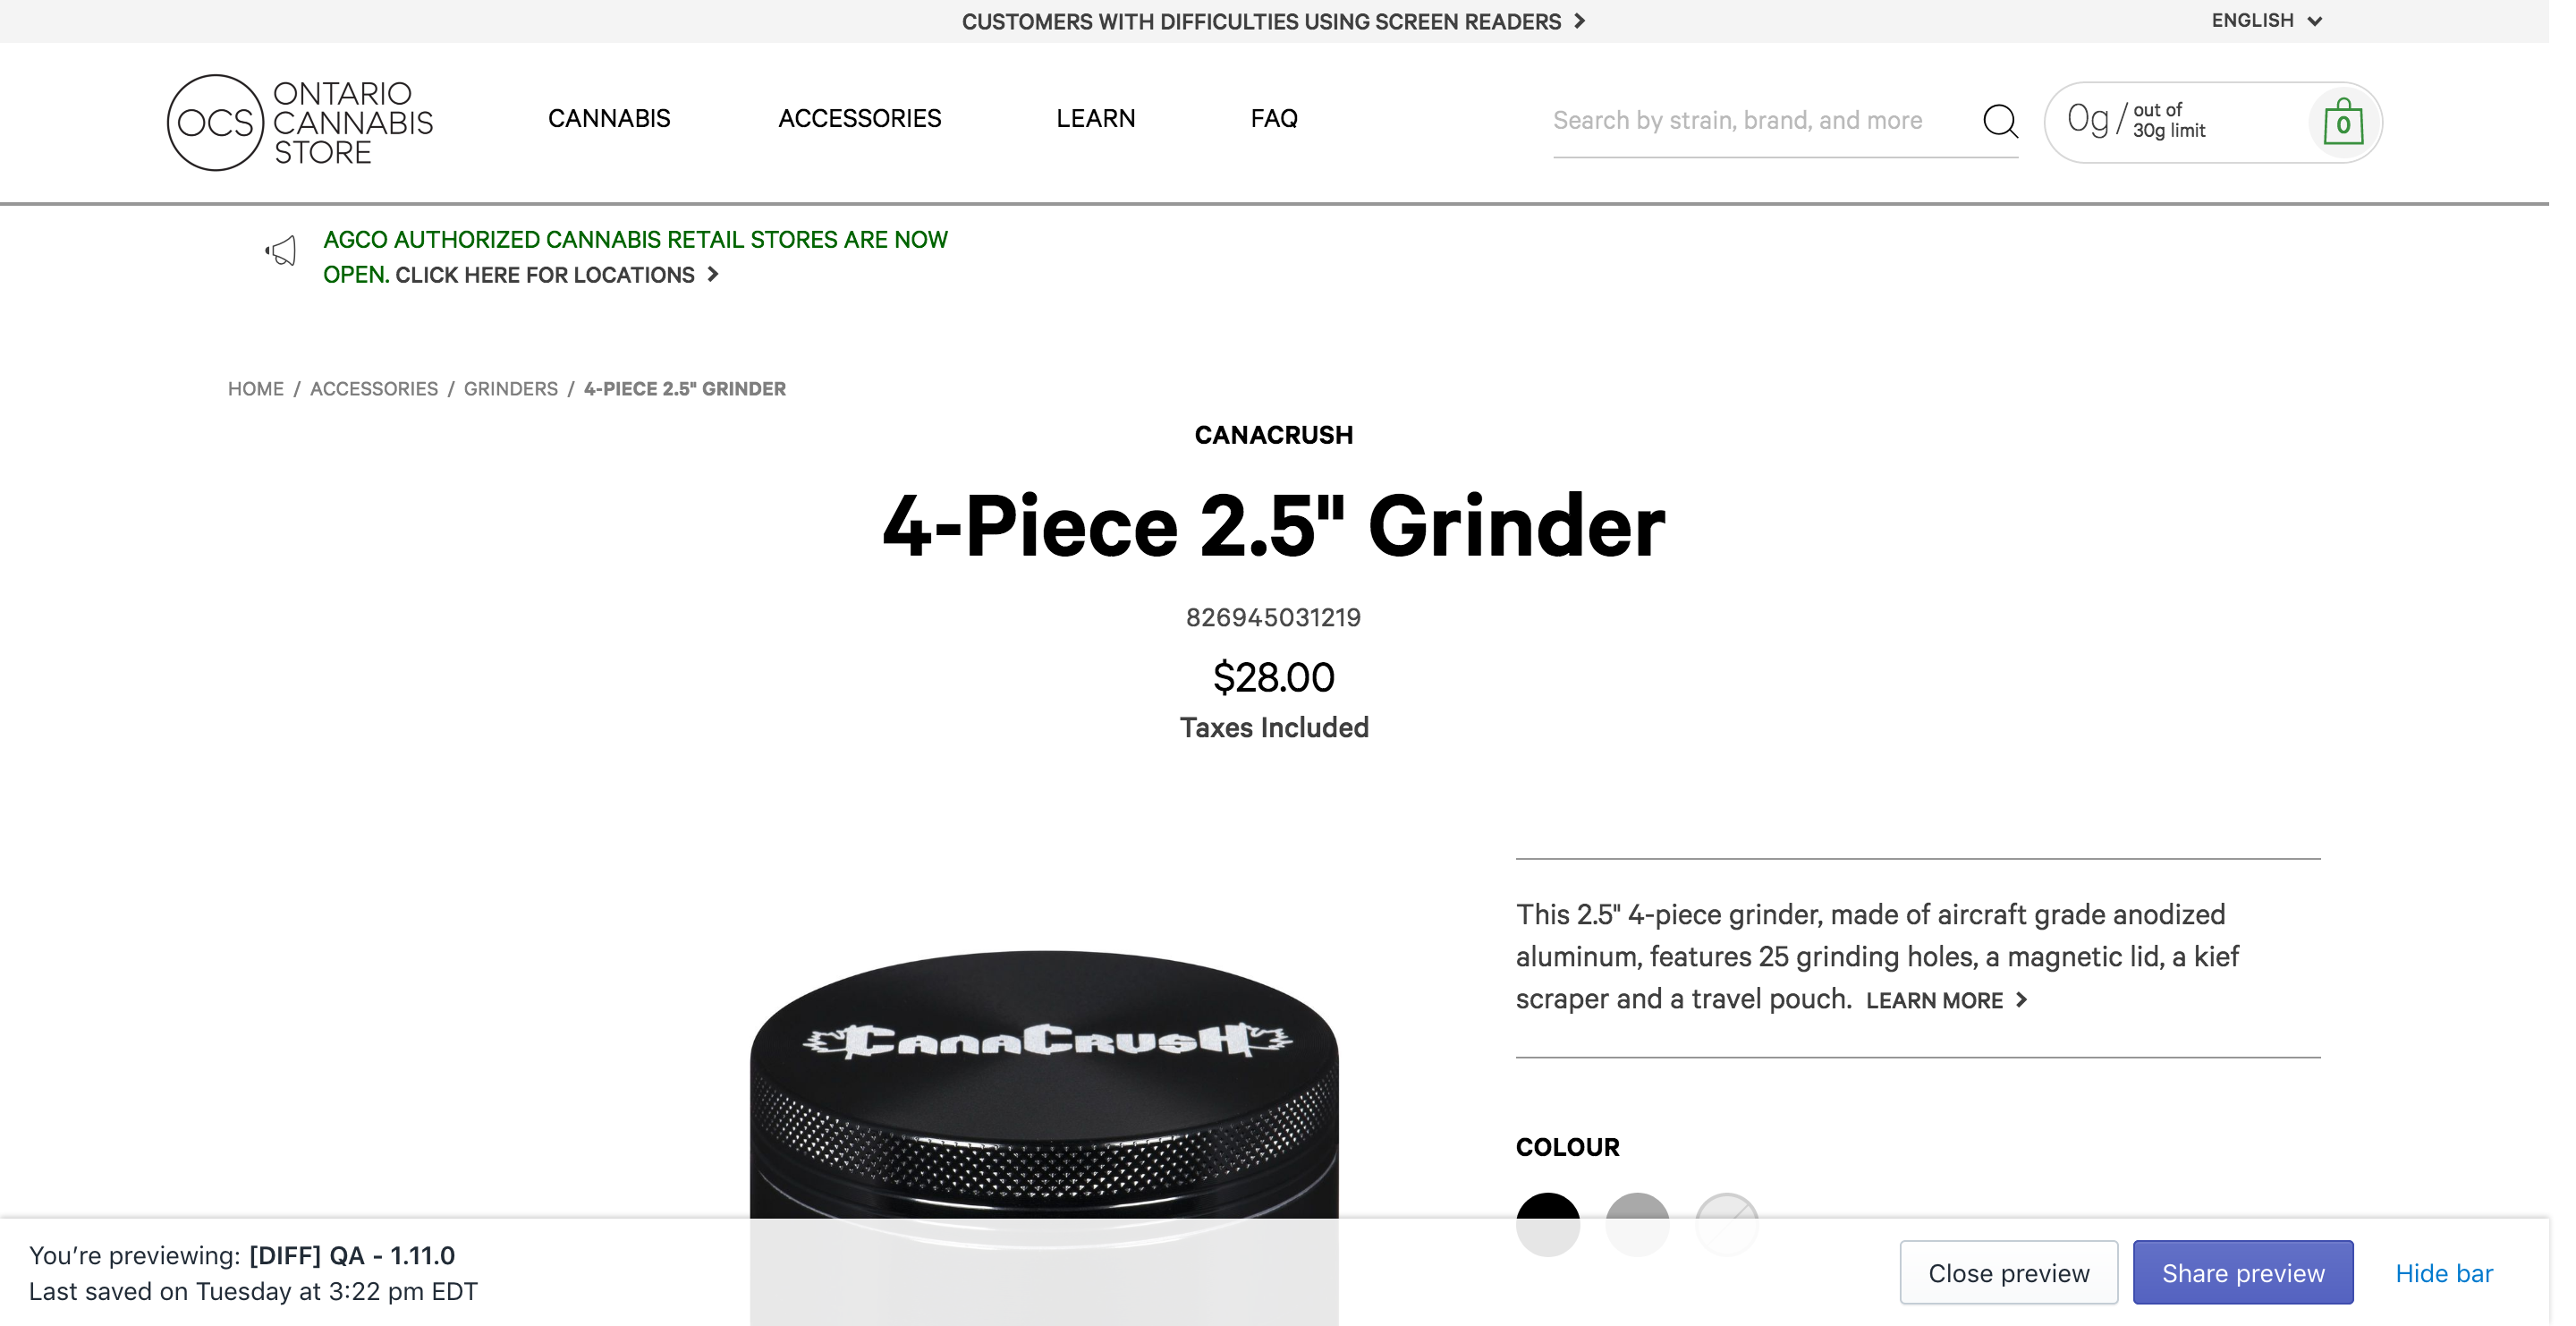 CUSTOMERS WITH DIFFICULTIES USING SCREEN READERS
ENGLISH
OCS
ONTARIO
CANNABIS
STORE
CANNABIS
ACCESSORIES
LEARN
FAQ
Search by strain, brand, and more
0g / out of
30g limit
0
AGCO AUTHORIZED CANNABIS RETAIL STORES ARE NOW
OPEN. CLICK HERE FOR LOCATIONS
HOME / ACCESSORIES / GRINDERS / 4-PIECE 2.5" GRINDER
CANACRUSH
4-Piece 2.5" Grinder
826945031219
$28.00
Taxes Included
CANACRUSH
This 2.5" 4-piece grinder, made of aircraft grade anodized
aluminum, features 25 grinding holes, a magnetic lid, a kief
scraper and a travel pouch. LEARN MORE
COLOUR
You're previewing: [DIFF] QA - 1.11.0
Last saved on Tuesday at 3:22 pm EDT
Close preview
Share preview
Hide bar